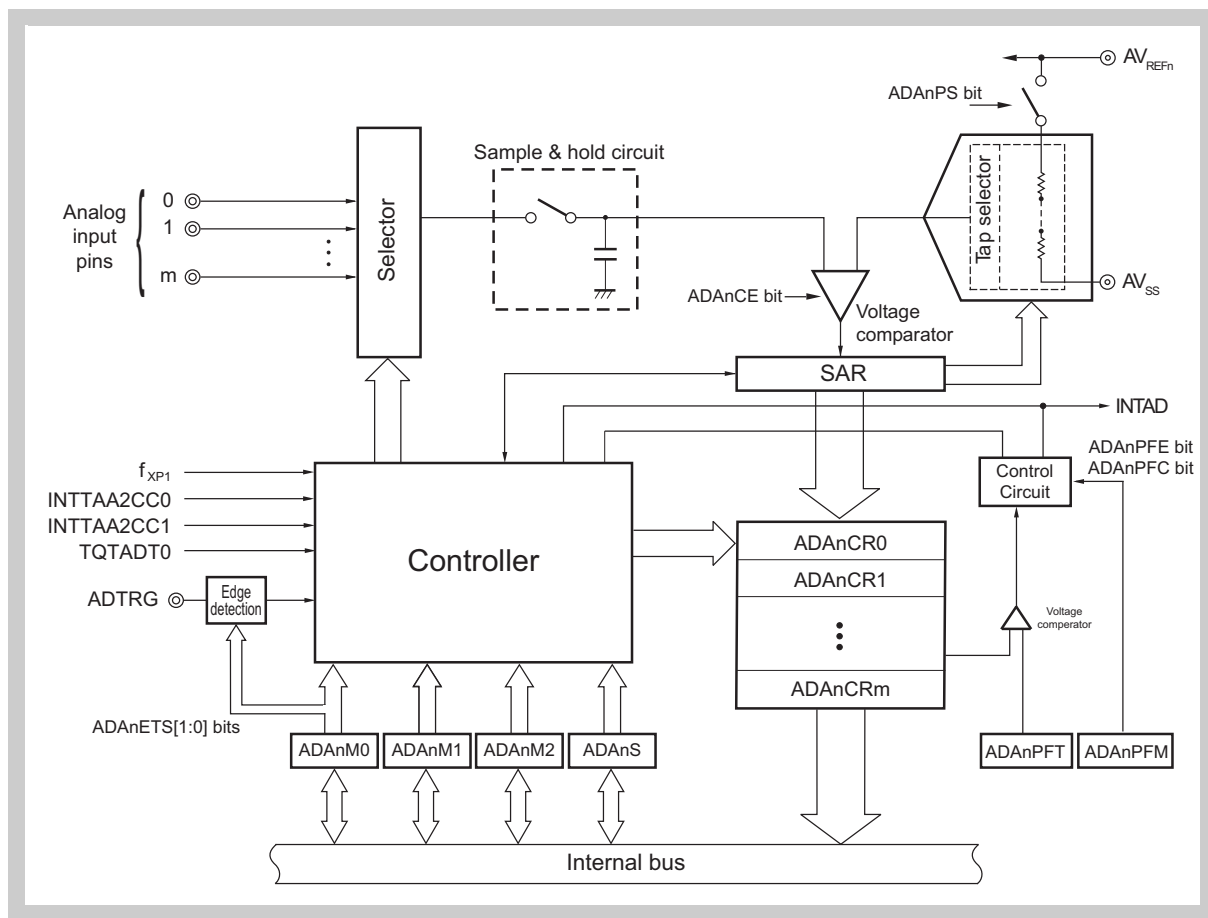 AVREFn
ADAnPS bit
Sample & hold circuit
Analog
input
pins
0
1
m
Selector
Tap selector
AVSS
ADAnCE bit
Voltage
comparator
SAR
INTAD
ADAnPFE bit
ADAnPFC bit
Control
Circuit
fXP1
INTTAA2CC0
INTTAA2CC1
TQTADT0
ADTRG
Edge
detection
Controller
ADAnCR0
ADAnCR1
ADAnCRm
Voltage
comperator
ADAnETS[1:0] bits
ADAnM0
ADAnM1
ADAnM2
ADAnS
ADAnPFT
ADAnPFM
Internal bus